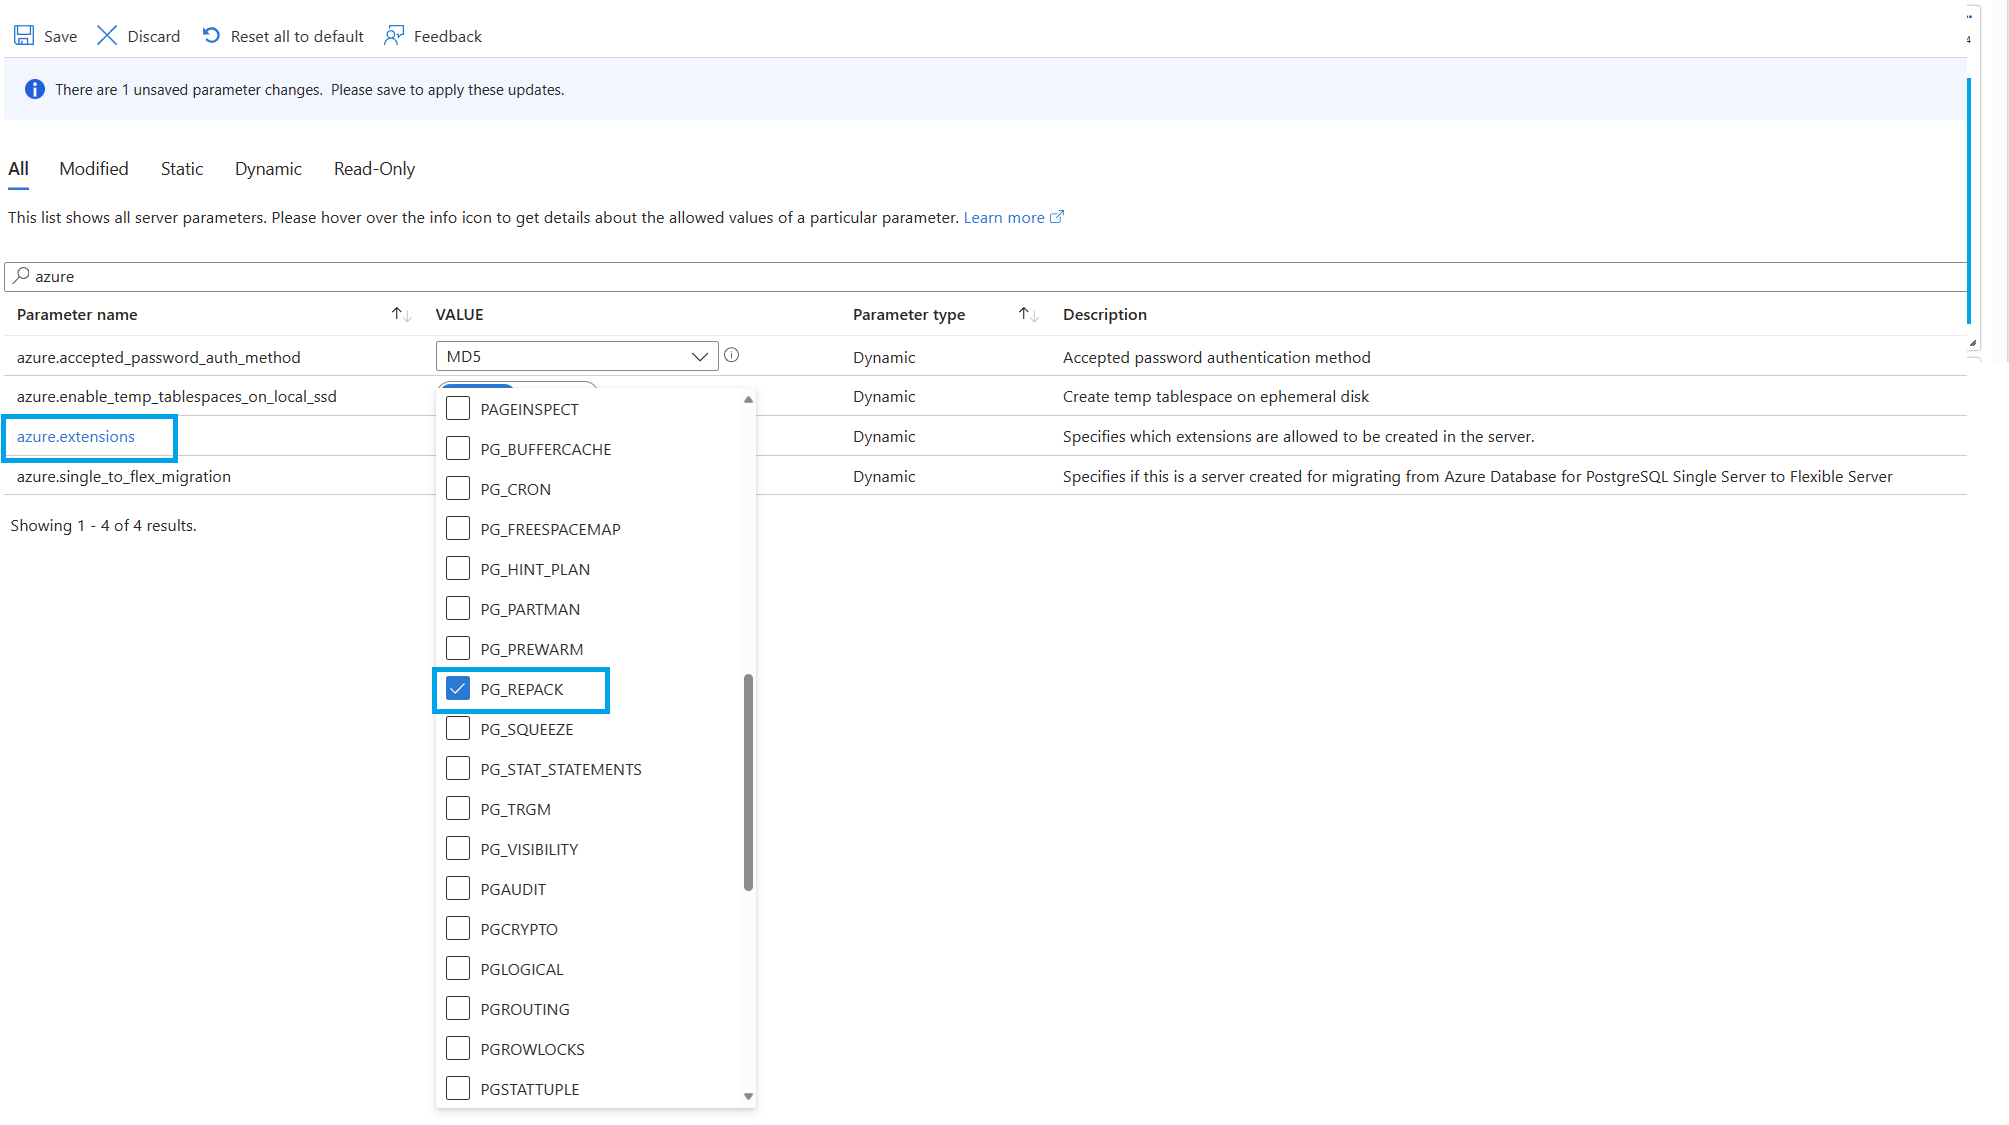 Save Discard Reset all to default Feedback
There are 1 unsaved parameter changes. Please save to apply these updates.
All Modified Static Dynamic Read-Only
This list shows all server parameters. Please hover over the info icon to get details about the allowed values of a particular parameter. Learn more
azure
Parameter name VALUE Parameter type Description
azure.accepted_password_auth_method MD5 Dynamic Accepted password authentication method
azure.enable_temp_tablespaces_on_local_ssd Dynamic Create temp tablespace on ephemeral disk
azure.extensions Dynamic Specifies which extensions are allowed to be created in the server.
azure.single_to_flex_migration Dynamic Specifies if this is a server created for migrating from Azure Database for PostgreSQL Single Server to Flexible Server
Showing 1 - 4 of 4 results.
PAGEINSPECT
PG_BUFFERCACHE
PG_CRON
PG_FREESPACEMAP
PG_HINT_PLAN
PG_PARTMAN
PG_PREWARM
PG_REPACK
PG_SQUEEZE
PG_STAT_STATEMENTS
PG_TRGM
PG_VISIBILITY
PGAUDIT
PGCRYPTO
PGLOGICAL
PGROUTING
PGROWLOCKS
PGSTATTUPLE